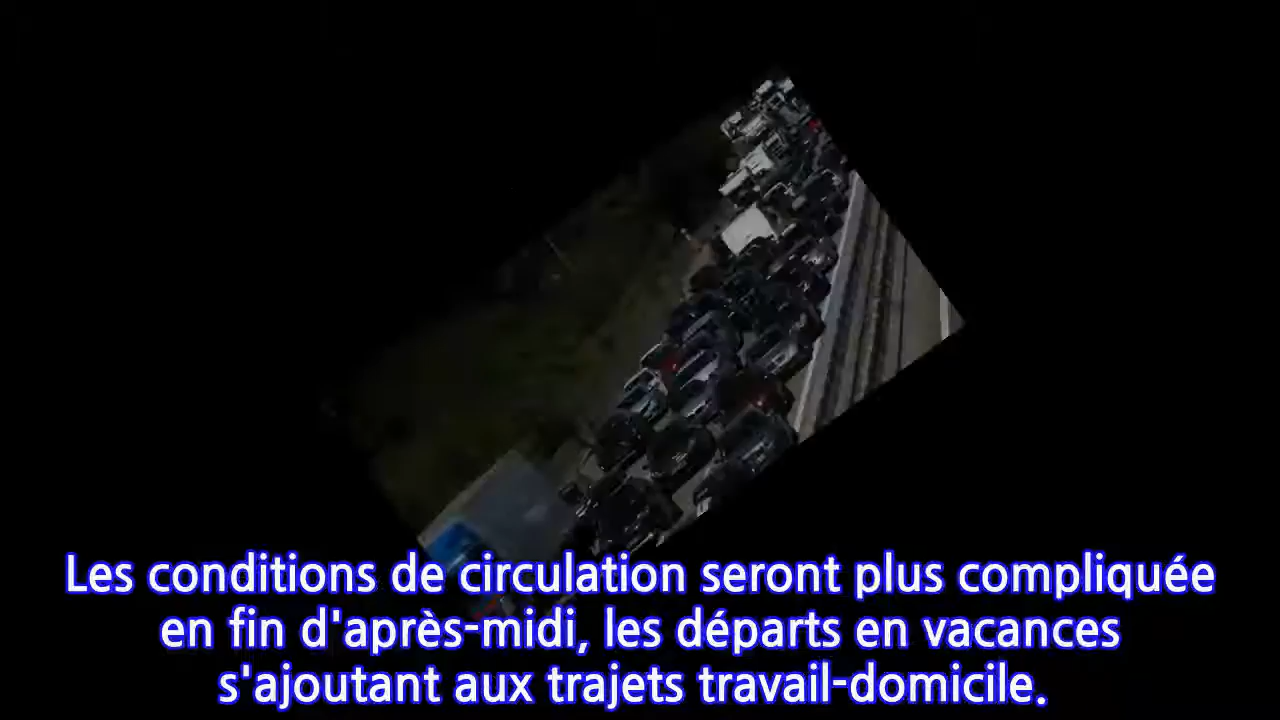 Les conditions de circulation seront plus compliquée
en fin d'après-midi, les départs en vacances
s'ajoutant aux trajets travail-domicile.